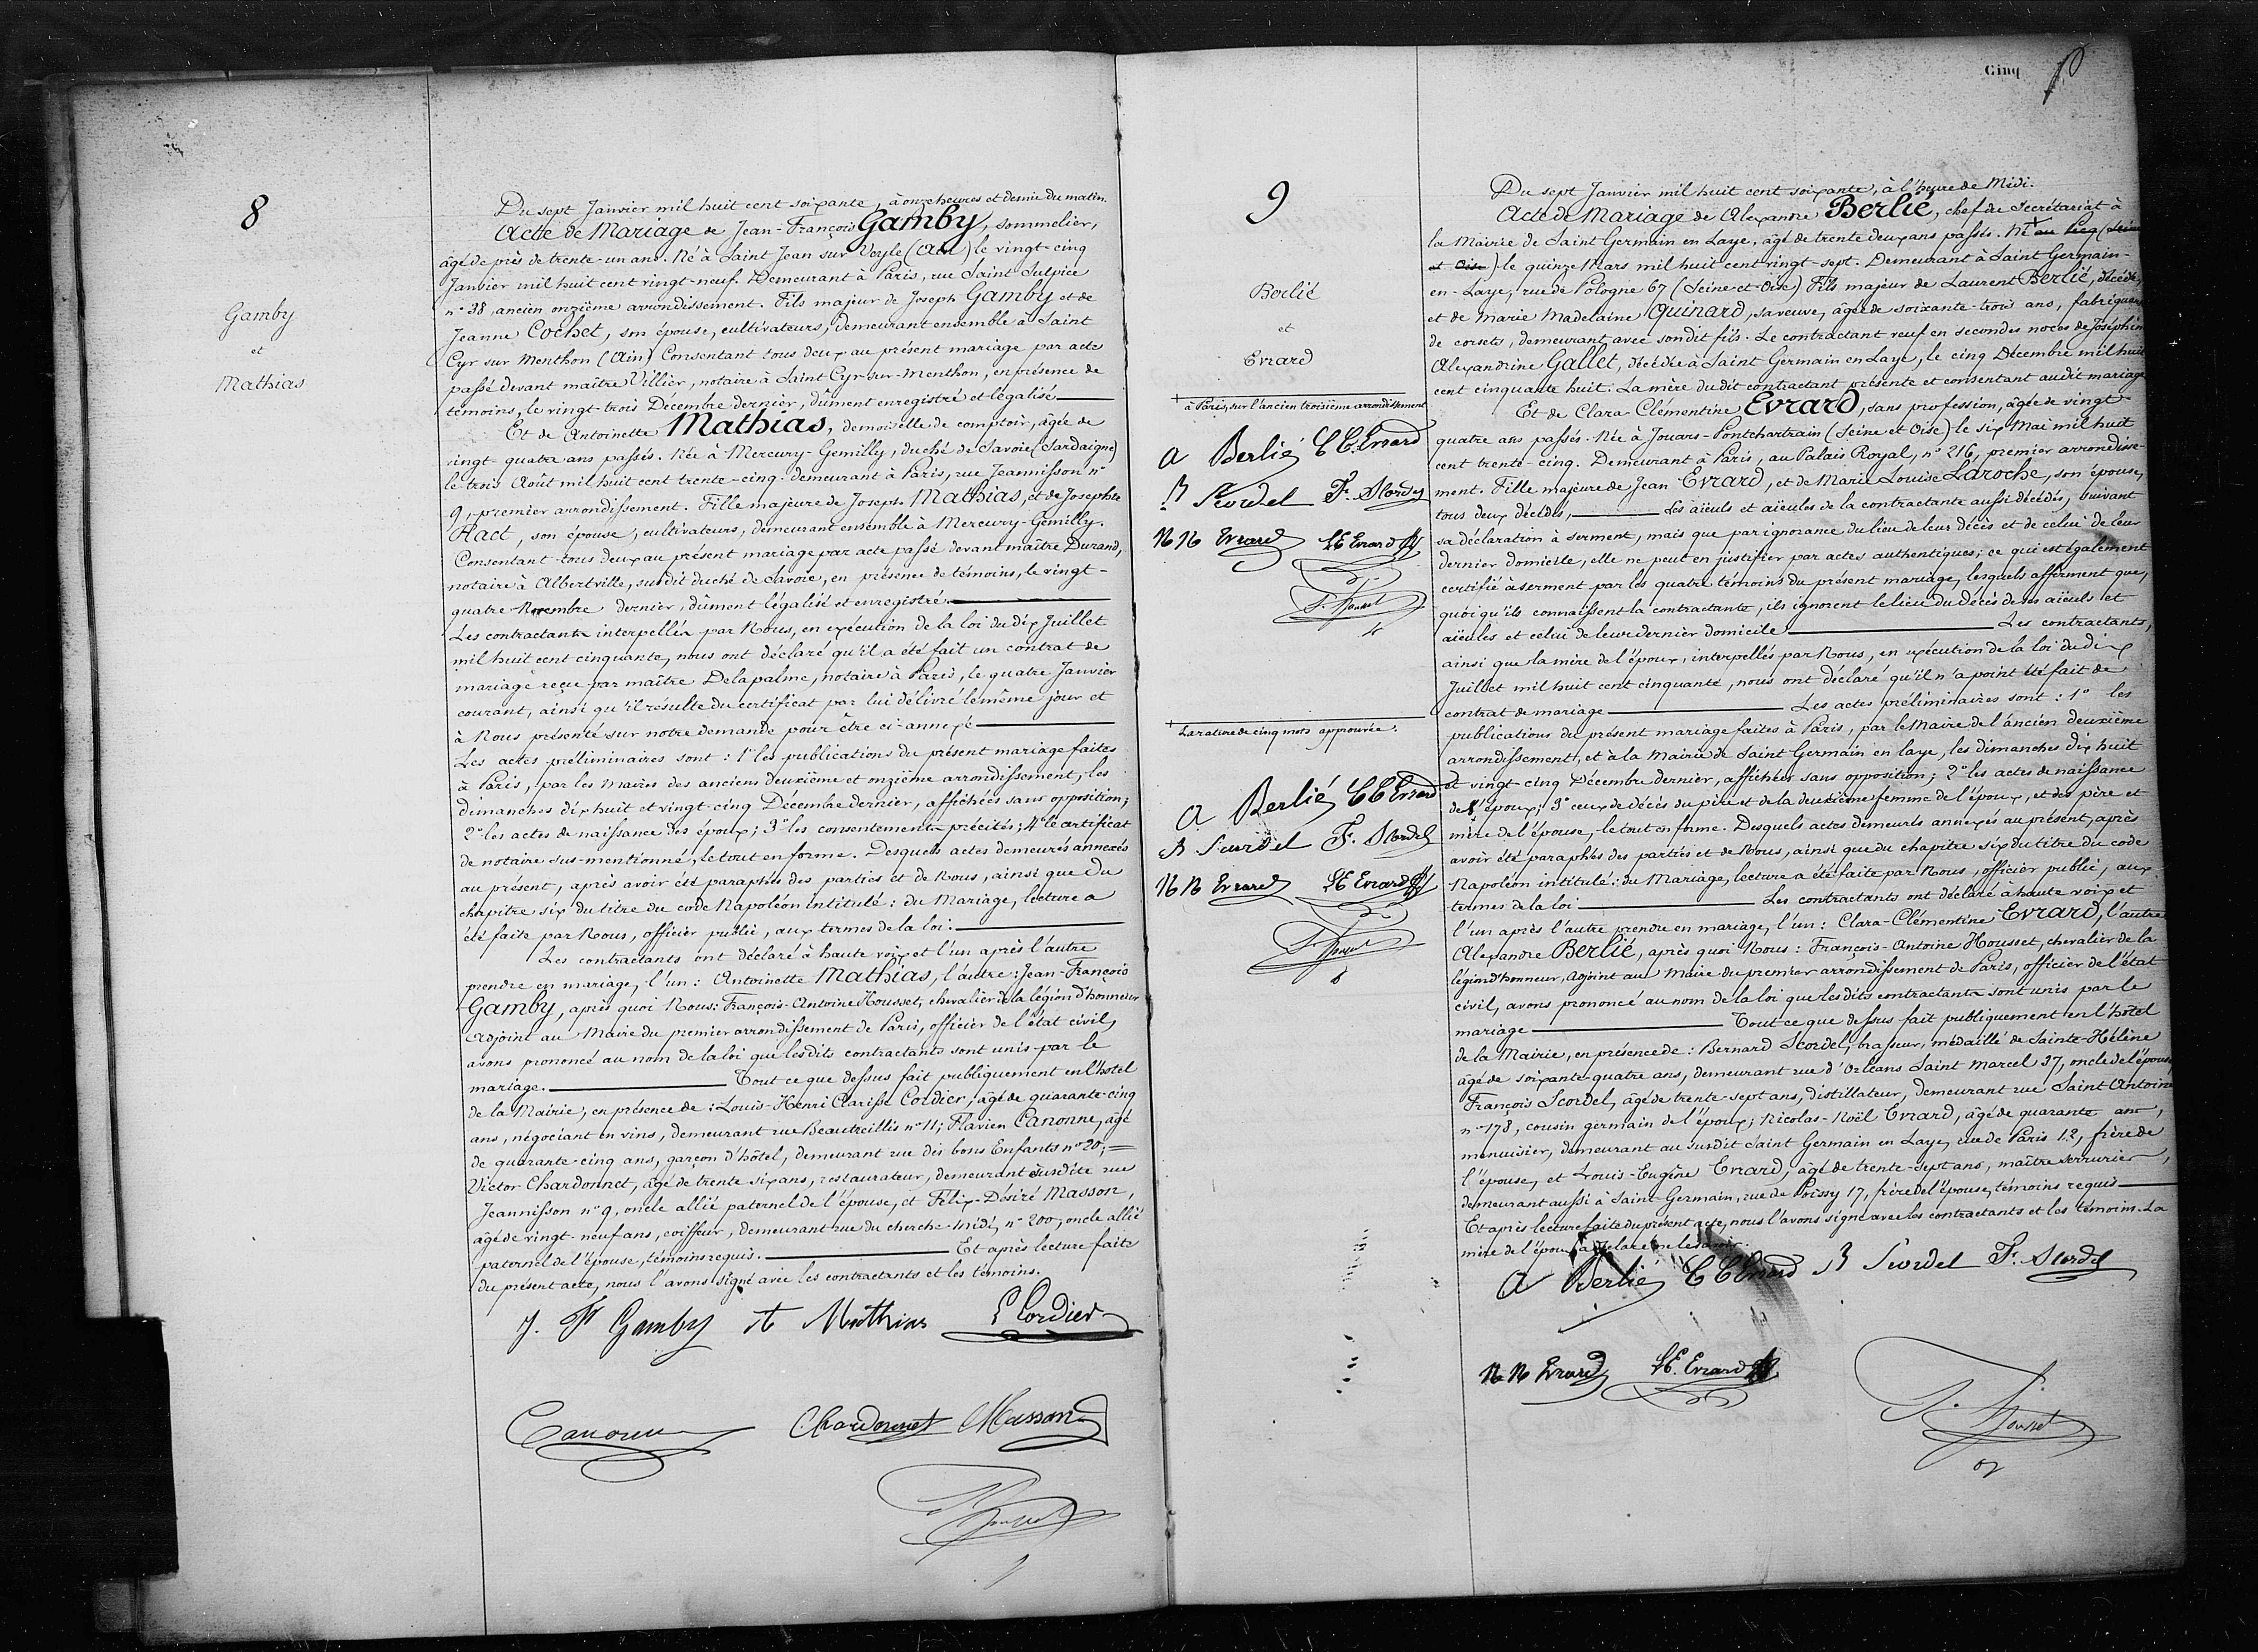 8
Gamby
et
Mathias
Du sept Janvier mil huit cent soixante, à onze heures et demie du matin.
Acte de Mariage de Jean-François Gamby, sommelier,
âgé de près de trente-un ans. Né à Saint Jean sur Veyle (Ain) le vingt-cinq
Janvier mil huit cent vingt-neuf. Demeurant à Paris, rue Saint Sulpice
n° 38, ancien onzième arrondissement. Fils majeur de Joseph Gamby et de
Jeanne Cochet, son épouse, cultivateurs, demeurant ensemble à Saint
Cyr sur Menthon (Ain) Consentant tous deux au présent mariage par acte
passé devant maître Villier, notaire à Saint Cyr-sur-Menthon, en présence de
témoins, le vingt-trois Décembre dernier, dûment enregistré et légalisé
Et de Antoinette Mathias, demoiselle de comptoir, âgée de
vingt-quatre ans passés. Née à Mercury-Gemilly, duché de Savoie (Sardaigne)
le trois Août mil huit cent trente-cinq. demeurant à Paris, rue Jeannisson n°
9, premier arrondissement. Fille majeure de Joseph Mathias, et de Josephte
Ract, son épouse, cultivateurs, demeurant ensemble à Mercury-Gemilly.
Consentant tous deux au présent mariage par acte passé devant maître Durand,
notaire à Albertville, susdit duché de Savoie, en présence de témoins, le vingt-
quatre Novembre dernier, dûment légalisé et enregistré.
Les contractants interpellés par Nous, en exécution de la loi du dix Juillet
mil huit cent cinquante, nous ont déclaré qu'il a été fait un contrat de
mariage reçu par maître Delapalme, notaire à Paris, le quatre Janvier
courant, ainsi qu'il résulte du certificat par lui délivré le même jour et
à Nous présenté sur notre demande pour être ci-annexé
Les actes préliminaires sont : 1° les publications du présent mariage faites
à Paris, par les maires des anciens deuxième et onzième arrondissement, les
dimanches dix huit et vingt-cinq Décembre dernier, affichées sans opposition;
2° les actes de naissance des époux; 3° les consentements précités; 4° le certificat
de notaire sus-mentionné, le tout en forme. Desquels actes demeurés annexés
au présent, après avoir été paraphés des parties et de Nous, ainsi que du
chapitre six du titre du code Napoléon intitulé : du Mariage, lecture a
été faite par Nous, officier public, aux termes de la loi :
Les contractants ont déclaré à haute voix et l'un après l'autre
prendre en mariage, l'un : Antoinette Mathias, l'autre : Jean-François
Gamby, après quoi Nous: François-Antoine Housset, chevalier de la légion d'honneur
Adjoint au Maire du premier arrondissement de Paris, officier de l'état civil,
avons prononcé au nom de la loi que lesdits contractants sont unis par le
mariage. Tout ce que dessus fait publiquement en l'hôtel
de la Mairie, en présence de : Louis-Henri Clarisse Cordier, âgé de quarante-cinq
ans, négociant en vins, demeurant rue Beautreillis n° 11; Flavien Canonne, âgé
de quarante-cinq ans, garçon d'hôtel, demeurant rue des bons Enfants n° 20; =
Victor Chardonnet, âgé de trente six ans, restaurateur, demeurant susdite rue
Jeannisson n° 9, oncle allié paternel de l'épouse, et Félix-Désiré Masson,
âgé de vingt-neuf ans, coiffeur, demeurant rue du cherche-midi, n° 200, oncle allié
paternel de l'épouse, témoins requis. Et après lecture faite
du présent acte, nous l'avons signé avec les contractants et les témoins.
J. F Gamby A Mathias L Cordier
Canonne Chardonnet Masson
F. Housset
Cinq
9
Berlié
et
Evrard
+ à Paris, sur l'ancien troisième arrondissement
A Berlié C C Evrard
B Scordel F. Scordel
N N Evrard L E Evrard
F. Housset
+ La rature de cinq mots approuvée.
A Berlié C C Evrard
B Scordel F. Scordel
N N Evrard L E Evrard
F. Housset
Du sept Janvier mil huit cent soixante, à l'heure de Midi.
Acte de Mariage de Alexandre Berlié, chef de Secrétariat à
la Mairie de Saint Germain en Laye, âgé de trente deux ans passés. Né + au Pecq (Seine
et Oise) le quinze Mars mil huit cent vingt-sept. Demeurant à Saint Germain-
en-Laye, rue de Pologne 67 (Seine-et-Oise) Fils majeur de Laurent Berlié, décédé,
et de Marie Madelaine Quinard, sa veuve, âgée de soixante-trois ans, fabriquant
de corsets, demeurant avec sondit fils. Le contractant veuf en secondes noces de Joséphine
Alexandrine Gallet, décédée à Saint Germain en Laye, le cinq Décembre mil huit
cent cinquante huit. La mère dudit contractant présente et consentant audit mariage
Et de Clara Clémentine Evrard, sans profession, âgée de vingt-
quatre ans passés. Née à Jouars-Pontchartrain (Seine et Oise) le six Mai mil huit
cent trente-cinq. Demeurant à Paris, au Palais Royal, n° 216, premier arrondisse-
ment. Fille majeure de Jean Evrard, et de Marie Louise Laroche, son épouse,
tous deux décédés, Les aïeuls et aïeules de la contractante aussi décédés, suivant
sa déclaration à serment, mais que par ignorance du lieu de leur décès et de celui de leur
dernier domicile, elle ne peut en justifier par actes authentiques; ce qui est également
certifié à serment par les quatre témoins du présent mariage, lesquels afferment que,
quoi qu'ils connaissent la contractante, ils ignorent le lieu du décès de ses aïeuls et
aïeules et celui de leur dernier domicile Les contractants,
ainsi que la mère de l'époux, interpellés par Nous, en exécution de la loi du dix
Juillet mil huit cent cinquante, nous ont déclaré qu'il n'a point été fait de
contrat de mariage Les actes préliminaires sont : 1° les
publications du présent mariage faites à Paris, par le Maire de l'ancien deuxième
arrondissement, et à la Mairie de Saint Germain en laye, les dimanches dix huit
et vingt-cinq Décembre dernier, affichées sans opposition; 2° les actes de naissance
de l'époux; 3° ceux de décès du père et de la deuxième femme de l'époux, et des père et
mère de l'épouse, le tout en forme. Desquels actes demeurés annexés au présent, après
avoir été paraphés des parties et de Nous, ainsi que du chapitre six du titre du code
Napoléon intitulé : du Mariage, lecture a été faite par Nous, officier public, aux
termes de la loi Les contractants ont déclaré à haute voix et
l'un après l'autre prendre en mariage, l'un : Clara-Clémentine Evrard, l'autre
Alexandre Berlié, après quoi Nous : François-Antoine Housset, chevalier de la
légion d'honneur, Adjoint au Maire du premier arrondissement de Paris, officier de l'état
civil, avons prononcé au nom de la loi que lesdits contractants sont unis par le
mariage Tout ce que dessus fait publiquement en l'hôtel
de la Mairie, en présence de : Bernard Scordel, brasseur, médaillé de Sainte-Hélène
âgé de soixante-quatre ans, demeurant rue d'Orléans Saint Marcel 37, oncle de l'époux,
François Scordel, âgé de trente-sept ans, distillateur, demeurant rue Saint Antoine
n° 178, cousin germain de l'époux; Nicolas-Noël Evrard, âgé de quarante ans,
menuisier, demeurant au susdit Saint Germain en Laye, rue de Paris 12, frère de
l'épouse, et Louis-Eugène Evrard, âgé de trente-sept ans, maître serrurier,
demeurant aussi à Saint Germain, rue de Poissy 17, frère de l'épouse, témoins requis
Et après lecture faite du présent acte, nous l'avons signé avec les contractants et les témoins. La
mère de l'époux a déclaré ne le savoir.
A Berlié C C Evrard B Scordel F. Scordel
N N Evrard L E. Evrard
F. Housset